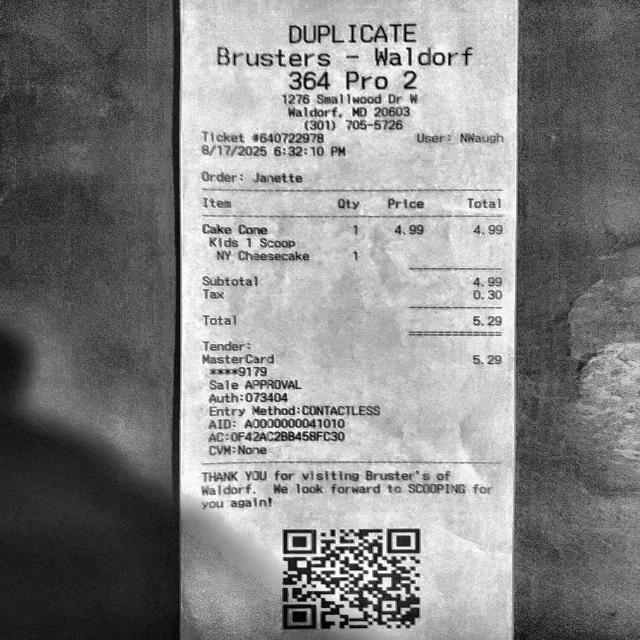 DUPLICATE
Brusters - Waldorf
364 Pro 2
1276 Smallwood Dr W
Waldorf, MD 20603
(301) 705-5726
Ticket #640722978 User: NWaugh
8/17/2025 6:32:10 PM
Order: Janette
Item Qty Price Total
Cake Cone 1 4.99 4.99
Kids 1 Scoop
NY Cheesecake 1
Subtotal 4.99
Tax 0.30
Total 5.29
Tender:
MasterCard 5.29
****9179
Sale APPROVAL
Auth:073404
Entry Method:CONTACTLESS
AID: A0000000041010
AC:0F42AC2BB458FC30
CVM:None
THANK YOU for visiting Bruster's of
Waldorf. We look forward to SCOOPING for
you again!